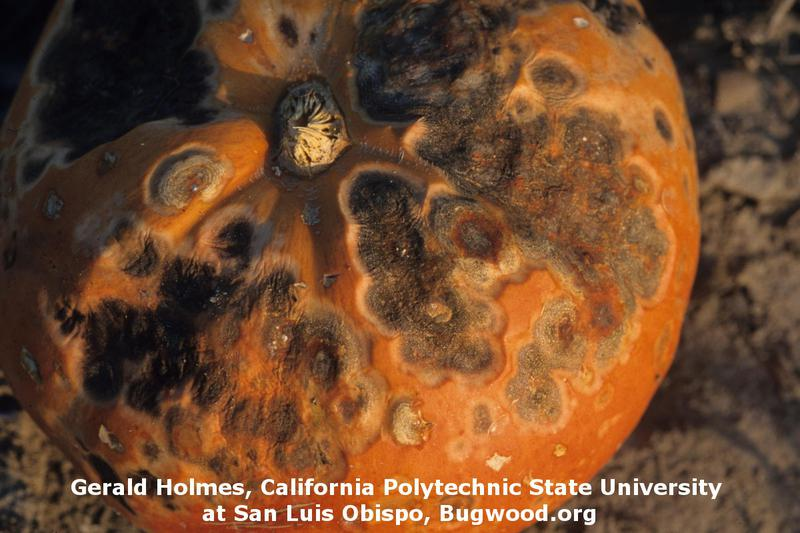 Gerald Holmes, California Polytechnic State University
at San Luis Obispo, Bugwood.org